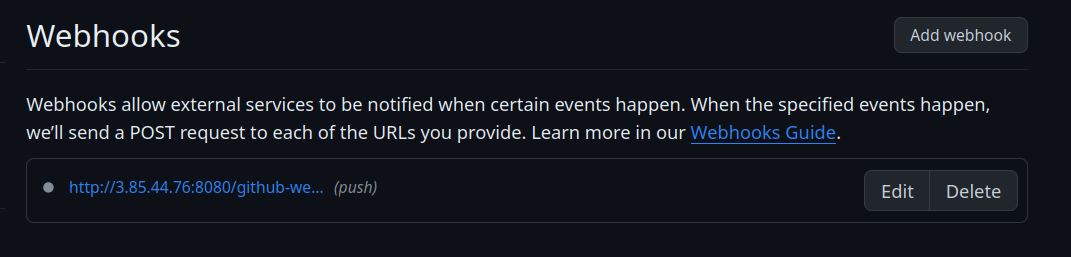 Webhooks
Add webhook
Webhooks allow external services to be notified when certain events happen. When the specified events happen,
we’ll send a POST request to each of the URLs you provide. Learn more in our Webhooks Guide.
http://3.85.44.76:8080/github-we... (push)
Edit
Delete